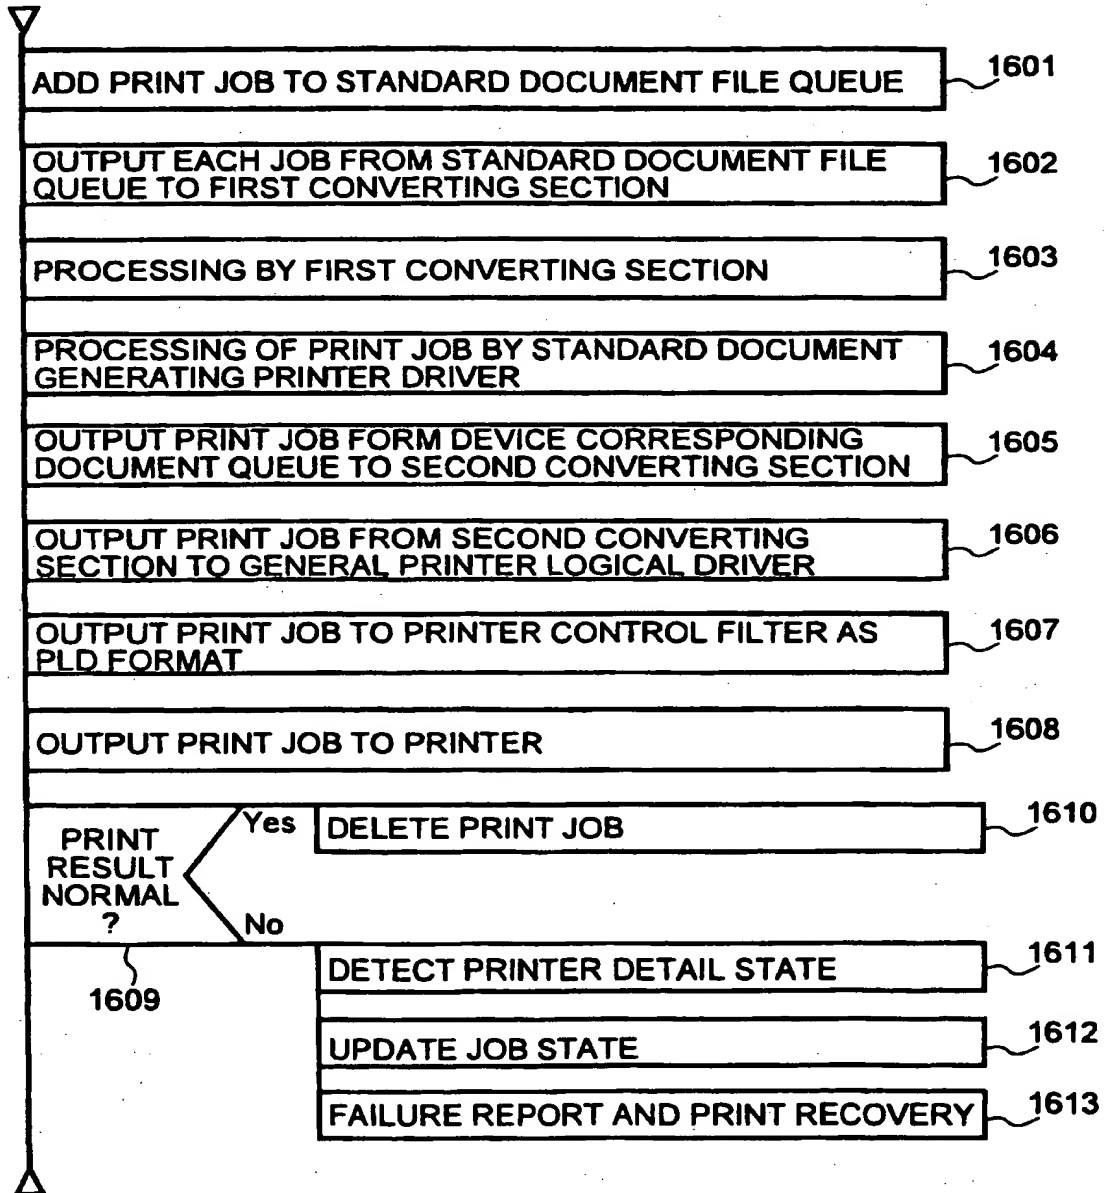 ADD PRINT JOB TO STANDARD DOCUMENT FILE QUEUE
1601
OUTPUT EACH JOB FROM STANDARD DOCUMENT FILE
QUEUE TO FIRST CONVERTING SECTION
1602
PROCESSING BY FIRST CONVERTING SECTION
1603
PROCESSING OF PRINT JOB BY STANDARD DOCUMENT
GENERATING PRINTER DRIVER
1604
OUTPUT PRINT JOB FORM DEVICE CORRESPONDING
DOCUMENT QUEUE TO SECOND CONVERTING SECTION
1605
OUTPUT PRINT JOB FROM SECOND CONVERTING
SECTION TO GENERAL PRINTER LOGICAL DRIVER
1606
OUTPUT PRINT JOB TO PRINTER CONTROL FILTER AS
PLD FORMAT
1607
OUTPUT PRINT JOB TO PRINTER
1608
PRINT
RESULT
NORMAL
?
1609
Yes
DELETE PRINT JOB
1610
No
DETECT PRINTER DETAIL STATE
1611
UPDATE JOB STATE
1612
FAILURE REPORT AND PRINT RECOVERY
1613